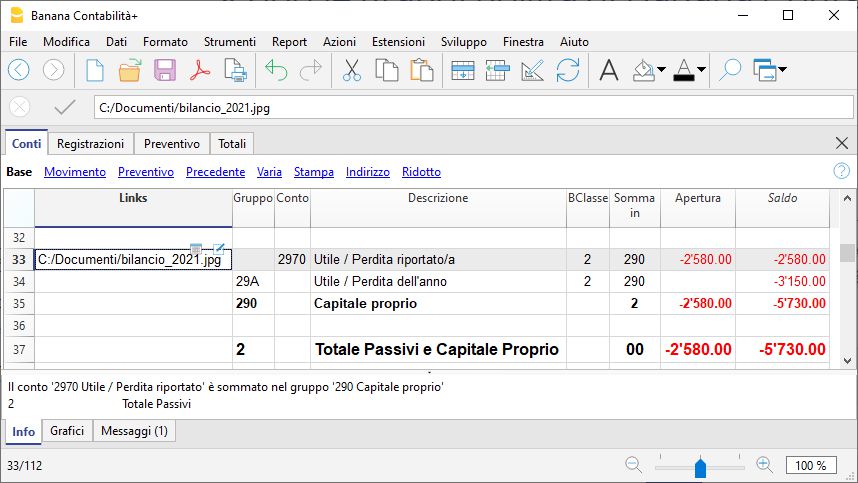 Banana Contabilità+
File Modifica Dati Formato Strumenti Report Azioni Estensioni Sviluppo Finestra Aiuto
C:/Documenti/bilancio_2021.jpg
Conti Registrazioni Preventivo Totali
Base Movimento Preventivo Precedente Varia Stampa Indirizzo Ridotto
Links Gruppo Conto Descrizione BClasse Somma in Apertura Saldo
32
33 C:/Documenti/bilancio_2021.jpg 2970 Utile / Perdita riportato/a 2 290 -2'580.00 -2'580.00
34 29A Utile / Perdita dell'anno 2 290 -3'150.00
35 290 Capitale proprio 2 -2'580.00 -5'730.00
36
37 2 Totale Passivi e Capitale Proprio 00 -2'580.00 -5'730.00
Il conto '2970 Utile / Perdita riportato' è sommato nel gruppo '290 Capitale proprio'
2 Totale Passivi
Info Grafici Messaggi (1)
33/112 100 %